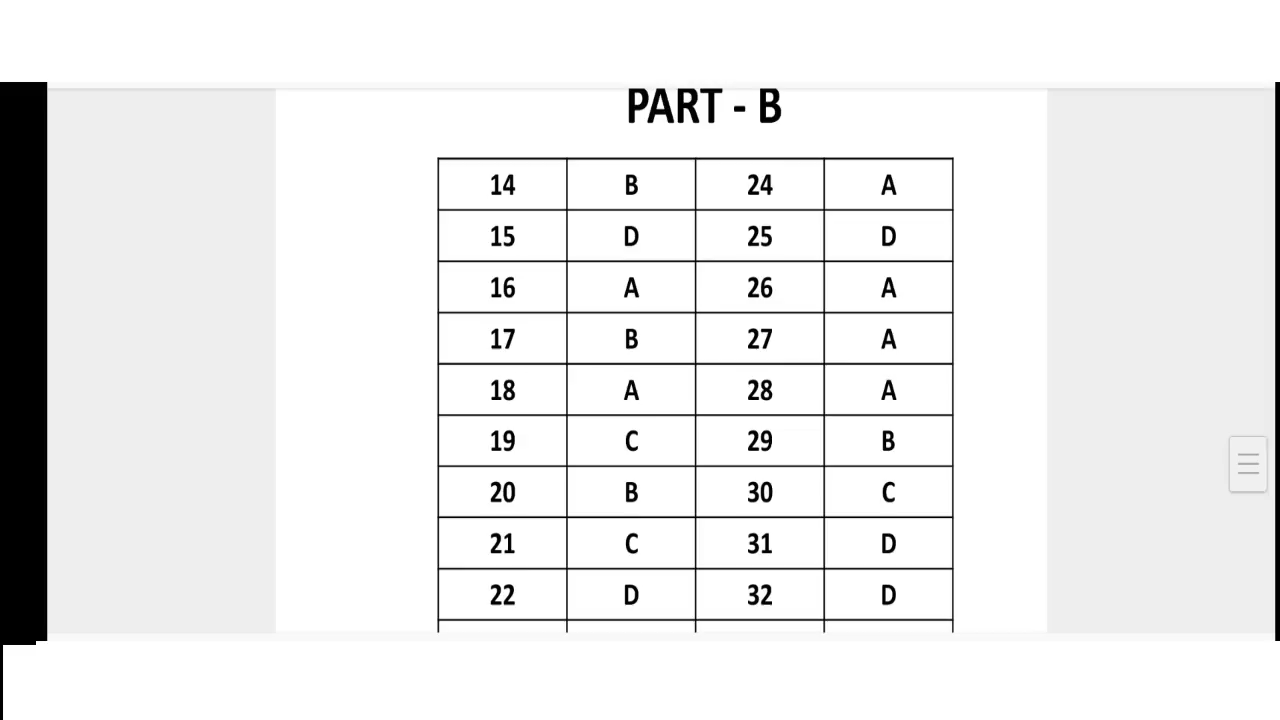 PART - B
14 B 24 A
15 D 25 D
16 A 26 A
17 B 27 A
18 A 28 A
19 C 29 B
20 B 30 C
21 C 31 D
22 D 32 D